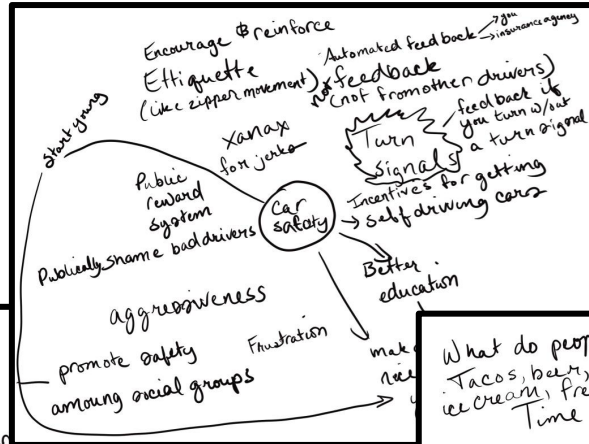 Encourage & reinforce
Ettiquette
(like zipper movement)
Automated feedback → you
→ insurance agency
feedback
(not from other drivers)
Turn
signals
feedback if
you turn w/out
a turn signal
start young
xanax
for jerks
Public
reward
system
Car
safety
Incentives for getting
→ self driving cars
Publically shame bad drivers
Better
education
aggressiveness
Frustration
promote safety
amoung social groups
What do peop
Tacos, beer,
ice cream, fre
Time